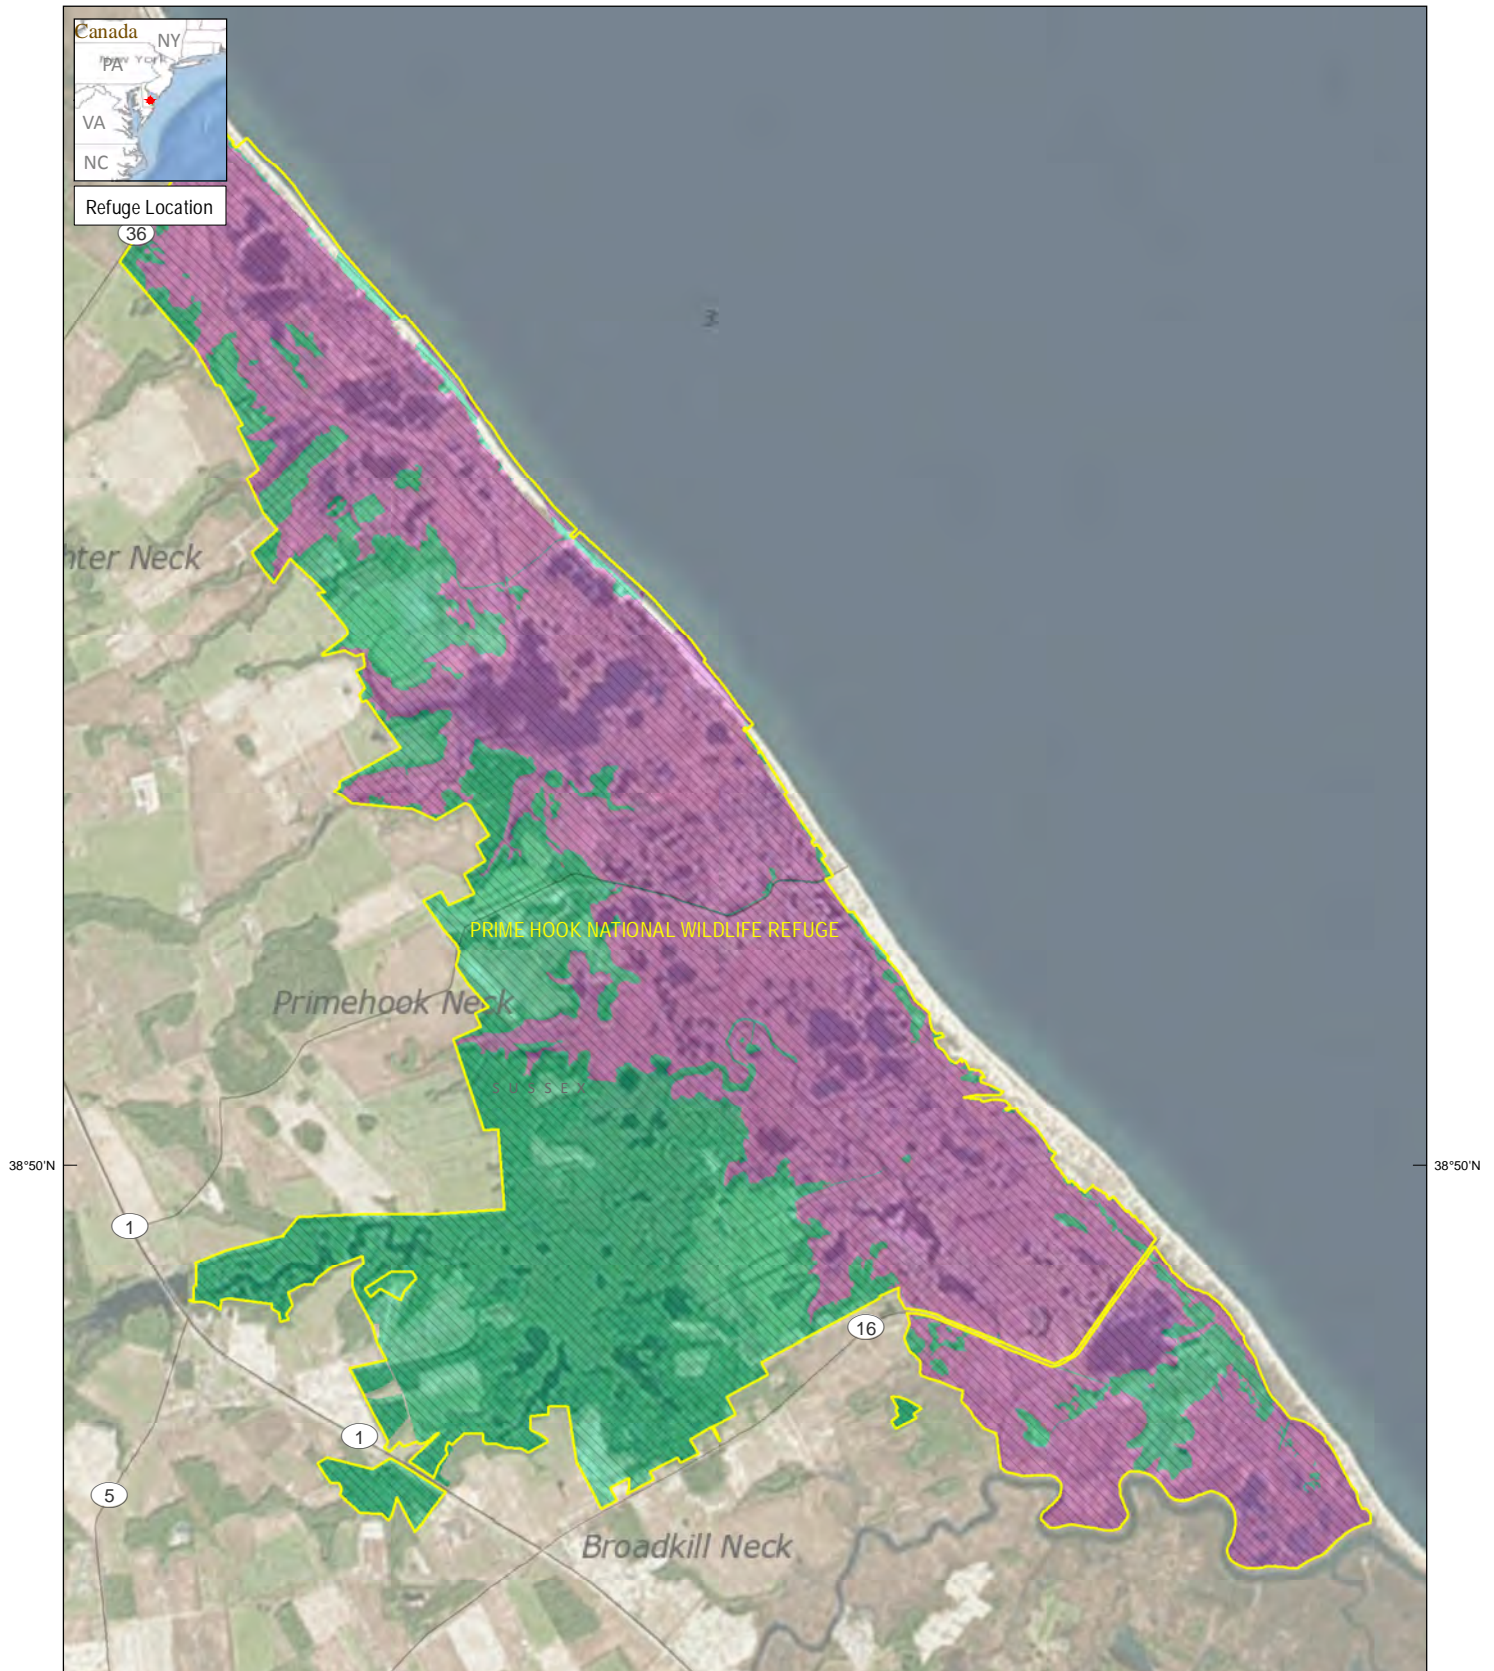 Canada
NY
PA
New York
VA
NC
Refuge Location
36
hter Neck
PRIME HOOK NATIONAL WILDLIFE REFUGE
Primehook Neck
SUSSEX
38°50'N
38°50'N
1
16
1
5
Broadkill Neck